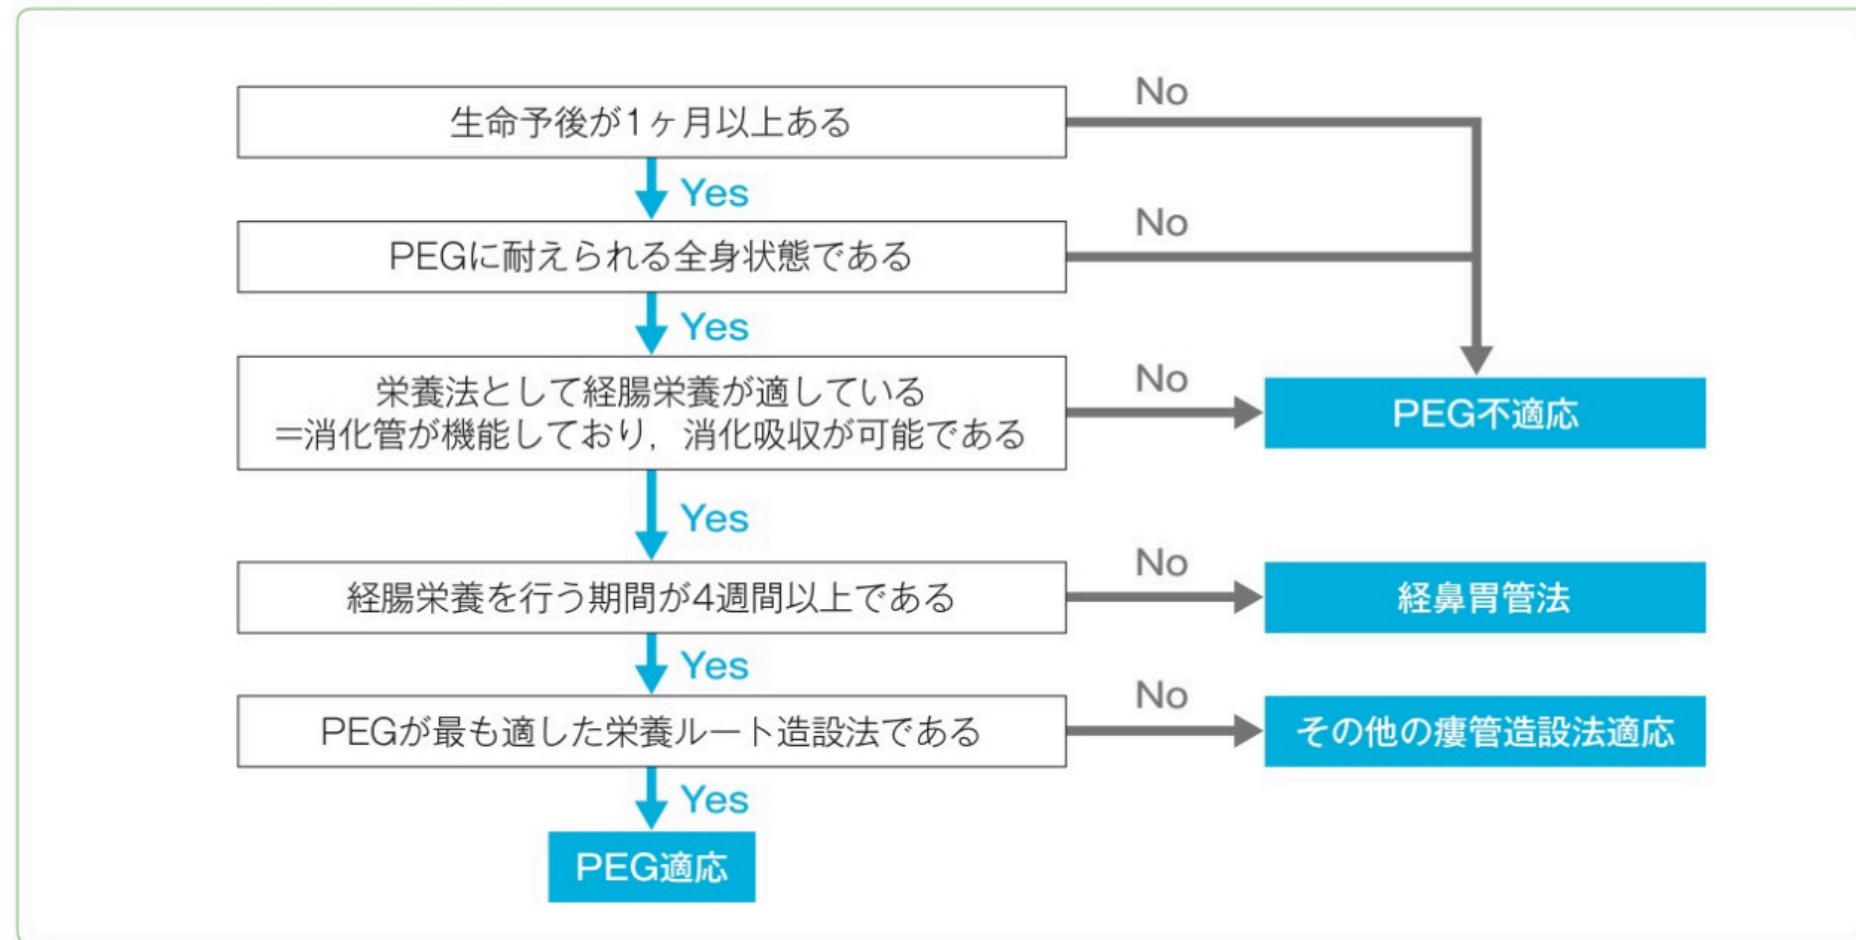 生命予後が1ヶ月以上ある
No
Yes
PEGに耐えられる全身状態である
No
Yes
栄養法として経腸栄養が適している
＝消化管が機能しており，消化吸収が可能である
No
PEG不適応
Yes
経腸栄養を行う期間が4週間以上である
No
経鼻胃管法
Yes
PEGが最も適した栄養ルート造設法である
No
その他の瘻管造設法適応
Yes
PEG適応